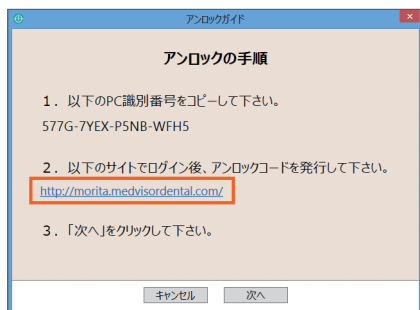 アンロックガイド
アンロックの手順
1. 以下のPC識別番号をコピーして下さい。
577G-7YEX-P5NB-WFH5
2. 以下のサイトでログイン後、アンロックコードを発行して下さい。
http://morita.medvisordental.com/
3. 「次へ」をクリックして下さい。
キャンセル 次へ